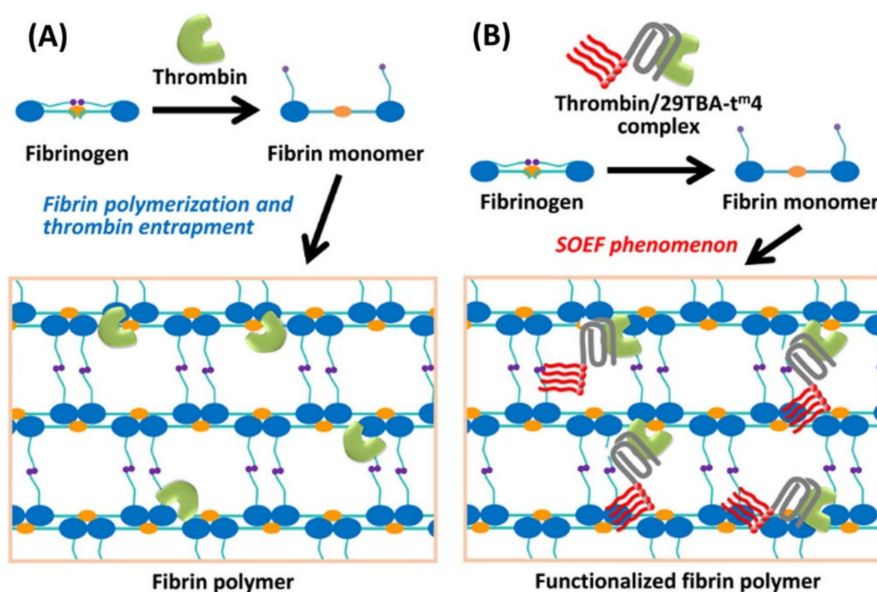 (A)
Thrombin
Fibrinogen
Fibrin monomer
Fibrin polymerization and
thrombin entrapment
Fibrin polymer
(B)
Thrombin/29TBA-tᵐ4
complex
Fibrinogen
Fibrin monomer
SOEF phenomenon
Functionalized fibrin polymer